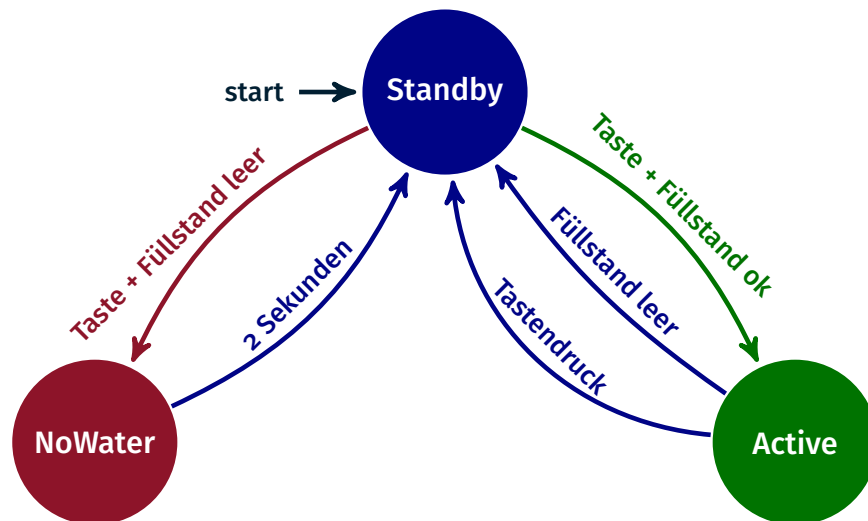 Standby
start
Taste + Füllstand leer
Taste + Füllstand ok
2 Sekunden
Füllstand leer
Tastendruck
NoWater
Active